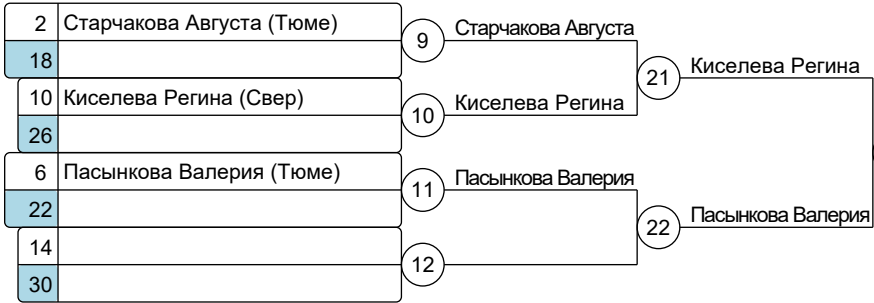 2 Старчакова Августа (Тюме)
18
9 Старчакова Августа
10 Киселева Регина (Свер)
26
10 Киселева Регина
21 Киселева Регина
6 Пасынкова Валерия (Тюме)
22
11 Пасынкова Валерия
14
30
12
22 Пасынкова Валерия